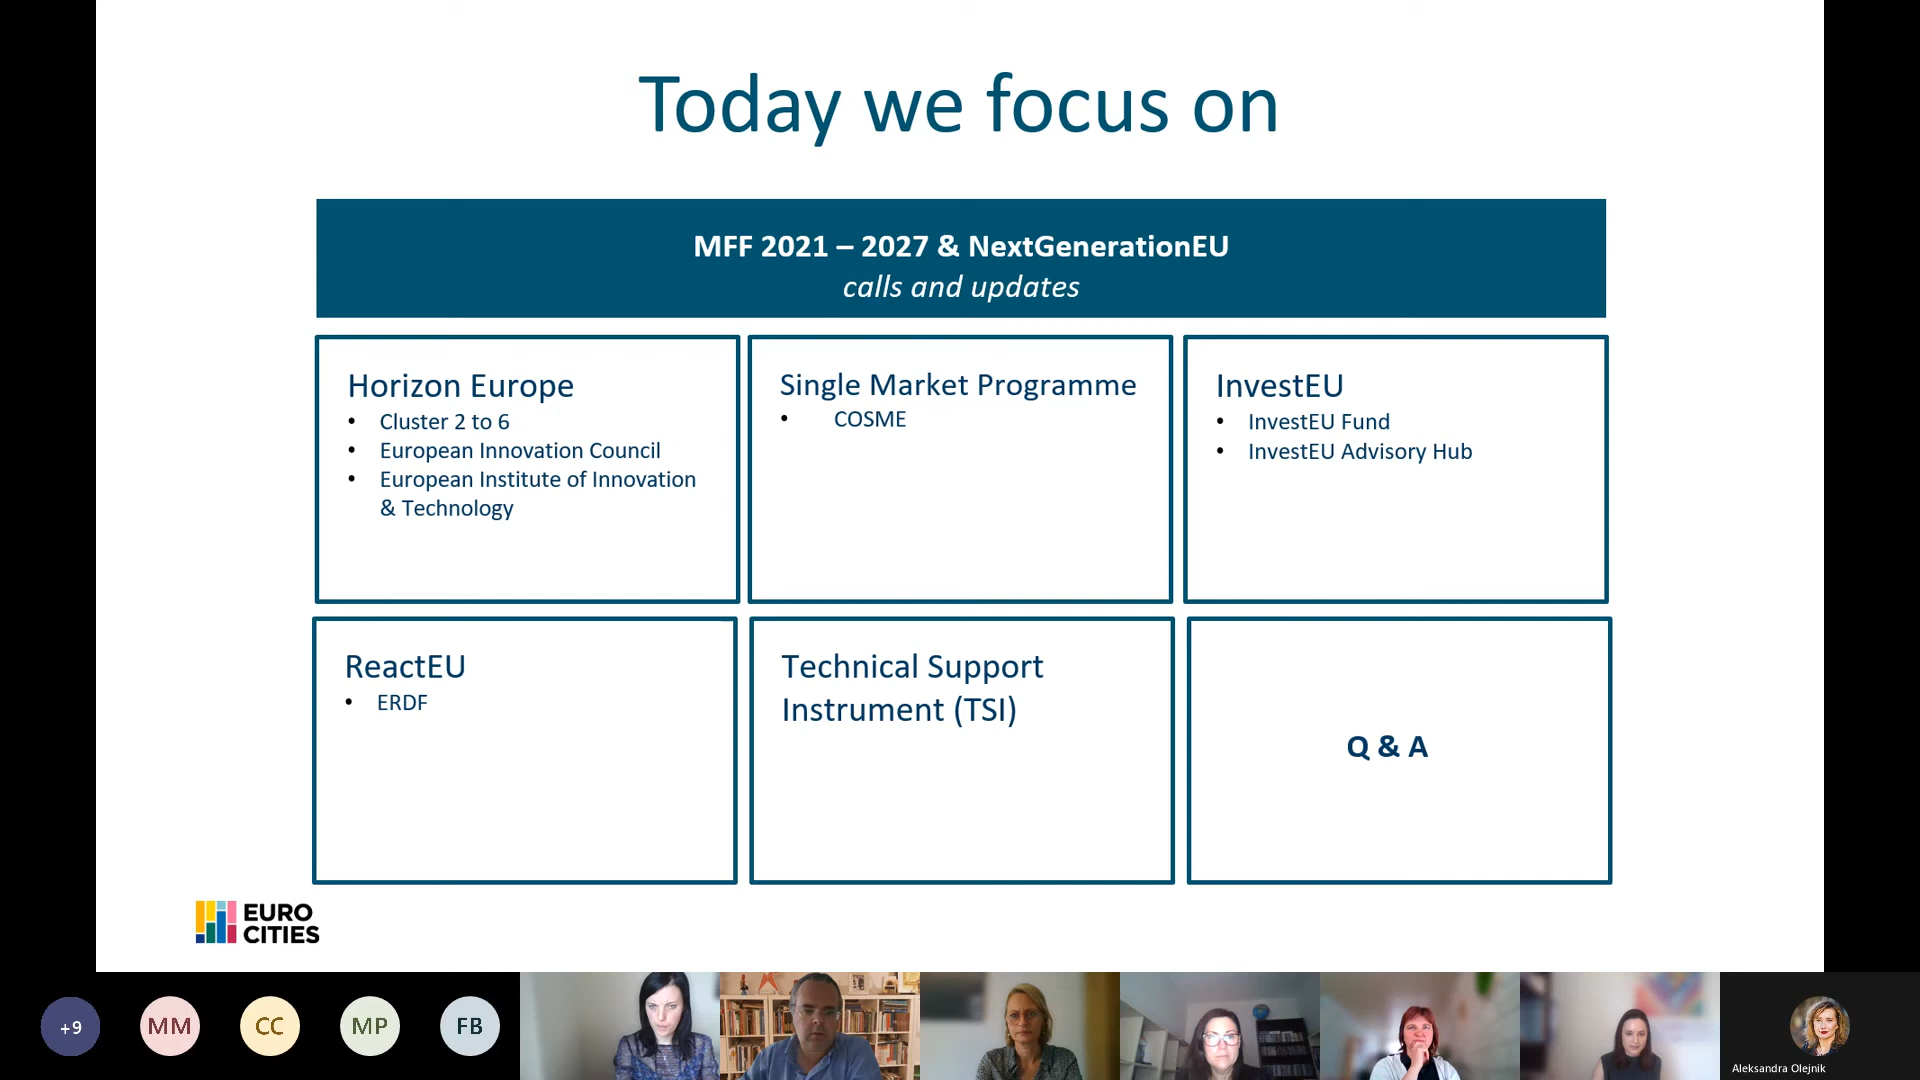 Today we focus on
MFF 2021 – 2027 & NextGenerationEU
calls and updates
Horizon Europe
• Cluster 2 to 6
• European Innovation Council
• European Institute of Innovation
& Technology
Single Market Programme
• COSME
InvestEU
• InvestEU Fund
• InvestEU Advisory Hub
ReactEU
• ERDF
Technical Support
Instrument (TSI)
Q & A
EURO
CITIES
+9
MM
CC
MP
FB
Aleksandra Olejnik